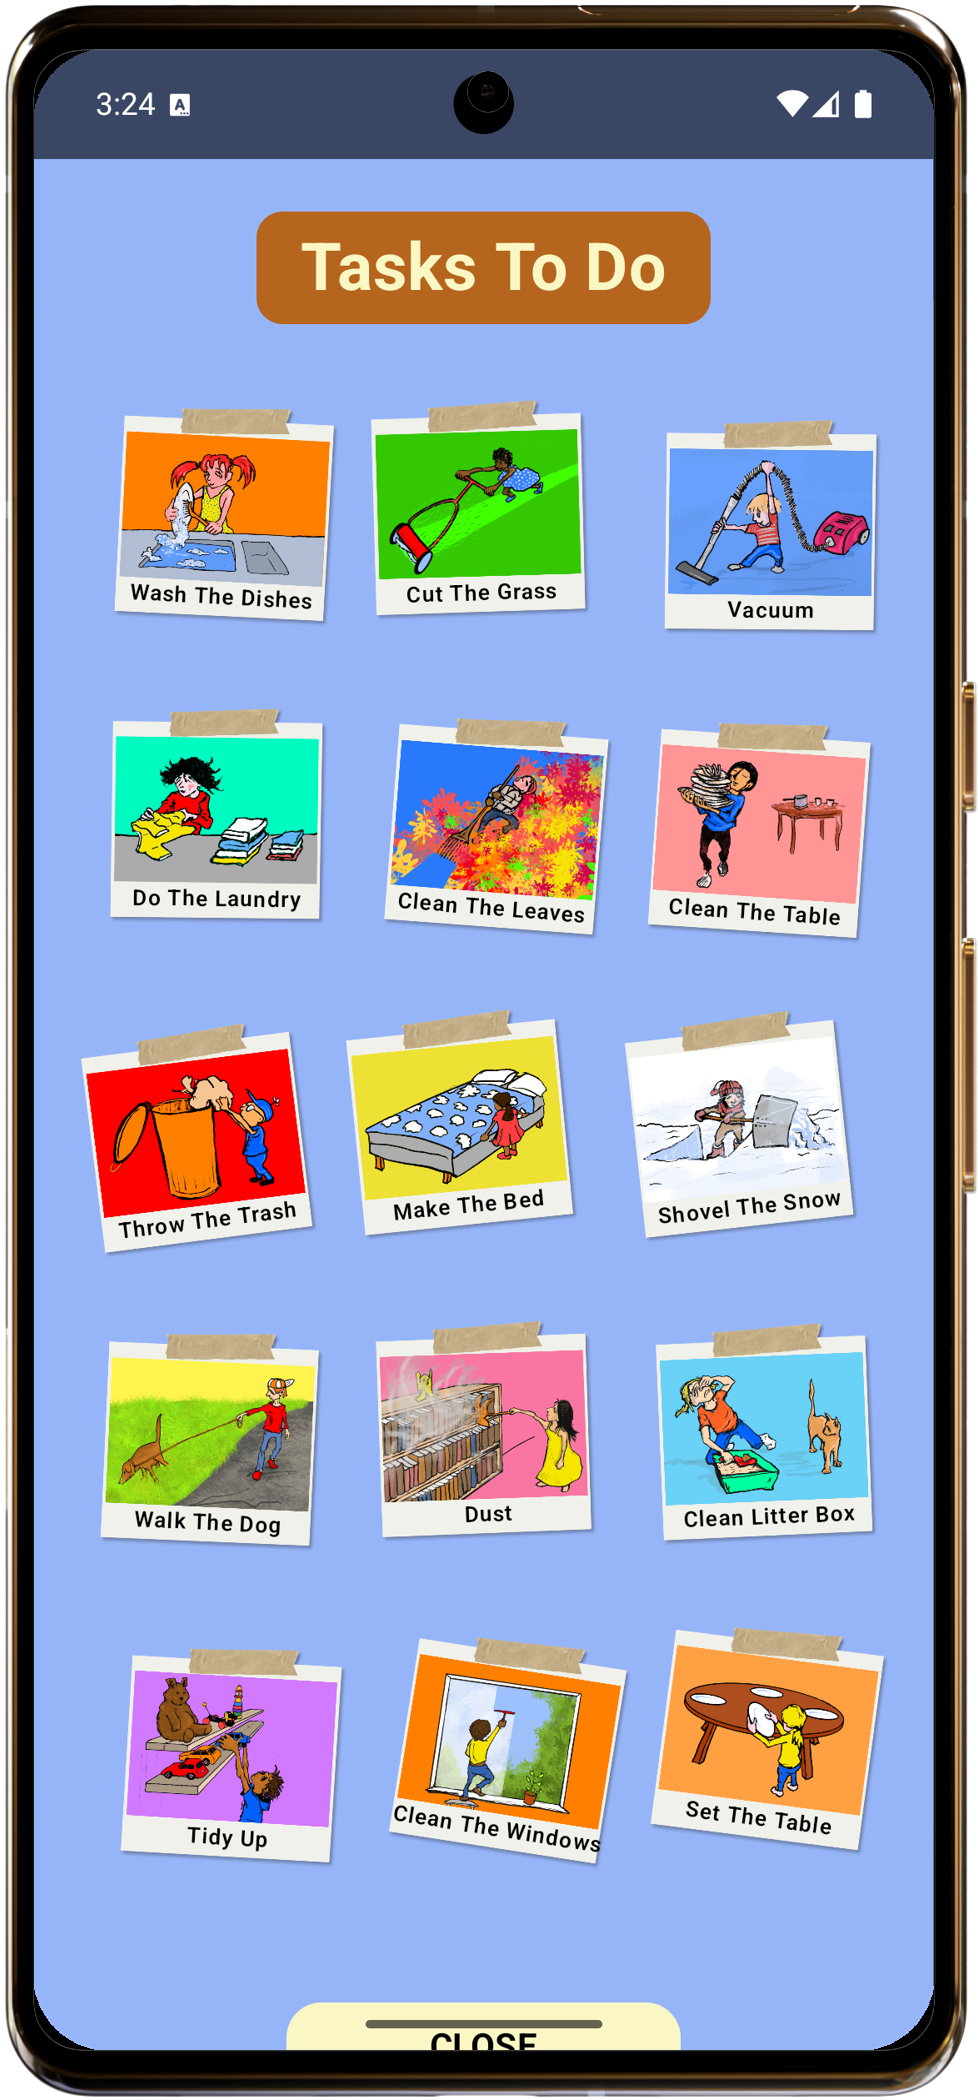 3:24 A
Tasks To Do
Wash The Dishes
Cut The Grass
Vacuum
Do The Laundry
Clean The Leaves
Clean The Table
Throw The Trash
Make The Bed
Shovel The Snow
Walk The Dog
Dust
Clean Litter Box
Tidy Up
Clean The Windows
Set The Table
CLOSE